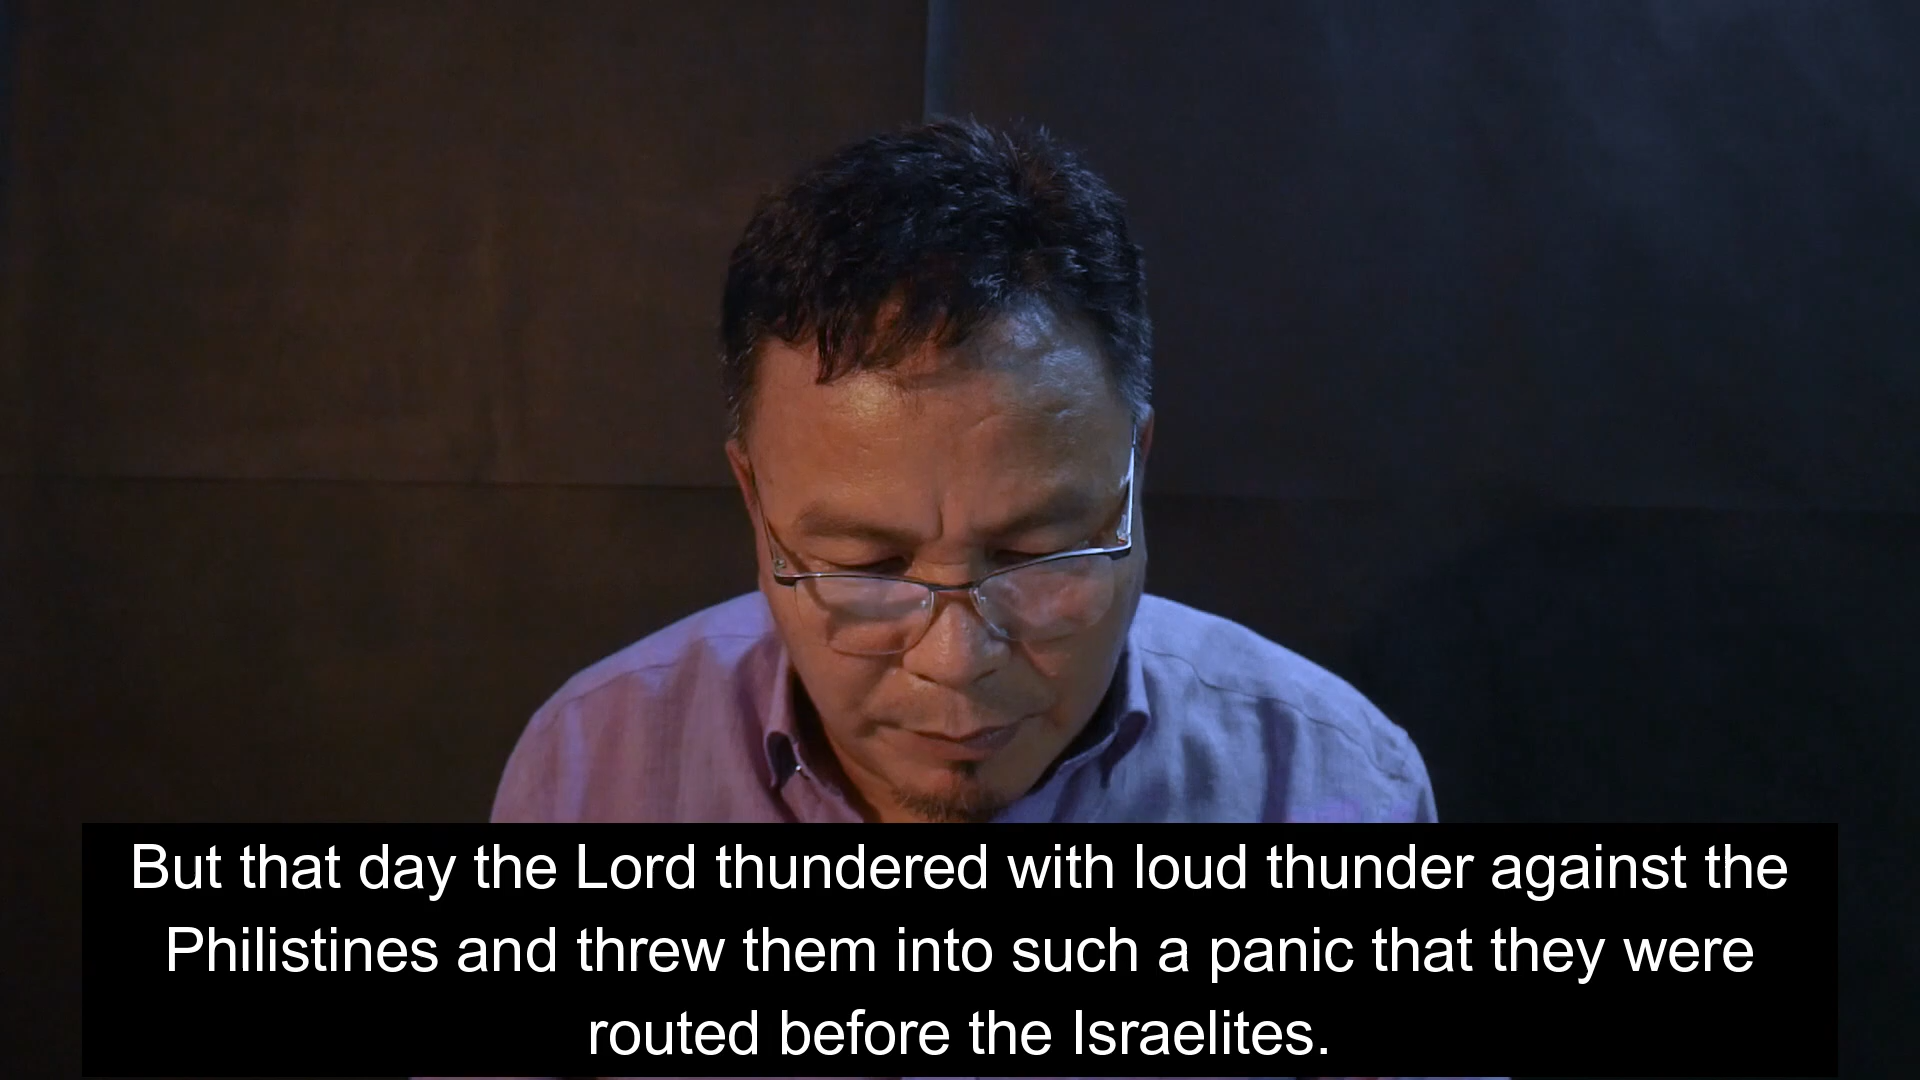 But that day the Lord thundered with loud thunder against the
Philistines and threw them into such a panic that they were
routed before the Israelites.